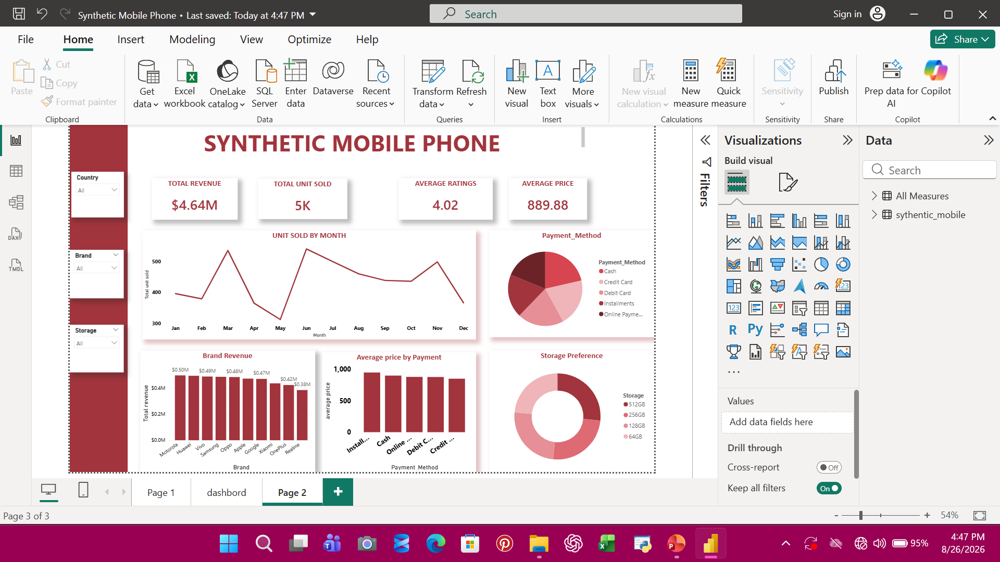 Synthetic Mobile Phone • Last saved: Today at 4:47 PM
Search
Sign in
File
Home
Insert
Modeling
View
Optimize
Help
Share
Paste
Cut
Copy
Format painter
Clipboard
Get data
Excel workbook
OneLake catalog
SQL Server
Enter data
Dataverse
Recent sources
Data
Transform data
Refresh
Queries
New visual
Text box
More visuals
Insert
New visual calculation
New measure
Quick measure
Calculations
Sensitivity
Sensitivity
Publish
Share
Prep data for AI
Copilot
Copilot
DAX
TMDL
SYNTHETIC MOBILE PHONE
Country
All
Brand
All
Storage
All
TOTAL REVENUE
$4.64M
TOTAL UNIT SOLD
5K
AVERAGE RATINGS
4.02
AVERAGE PRICE
889.88
UNIT SOLD BY MONTH
Total unit sold
500
400
300
Jan Feb Mar Apr May Jun Jul Aug Sep Oct Nov Dec
Month
Payment_Method
Payment_Method
Cash
Credit Card
Debit Card
Installments
Online Payme...
Brand Revenue
Total revenue
$0.50M $0.49M $0.48M $0.47M $0.42M $0.38M
$0.4M
$0.2M
$0.0M
Motorola Huawei Vivo Samsung Oppo Apple Google Xiaomi OnePlus Realme
Brand
Average price by Payment
average price
1,000
500
0
Install... Cash Online ... Debit C... Credit ...
Payment Method
Storage Preference
Storage
512GB
256GB
128GB
64GB
Filters
Visualizations
Build visual
123
123
R
Py
Values
Add data fields here
Drill through
Cross-report
Off
Keep all filters
On
Data
Search
All Measures
sythentic_mobile
Page 1
dashbord
Page 2
Page 3 of 3
54%
95%
4:47 PM
8/26/2026